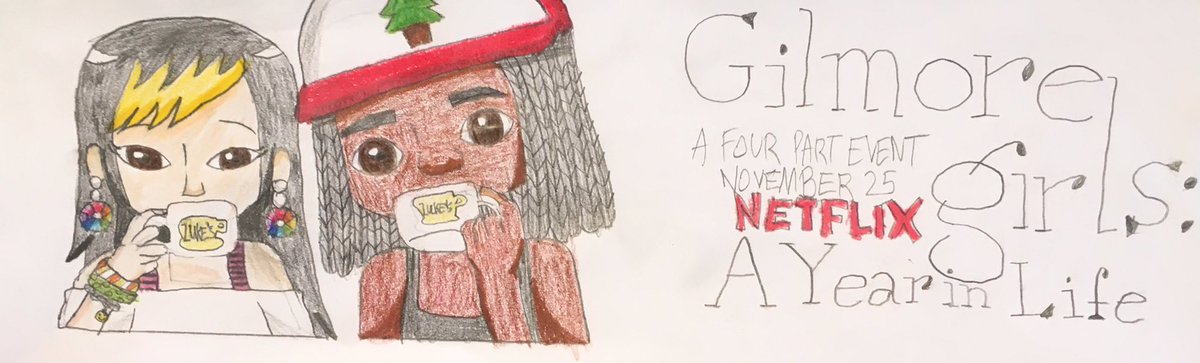 LUKE'S
LUKE'S
Gilmore
girls:
A FOUR PART EVENT
NOVEMBER 25
NETFLIX
A Year in Life